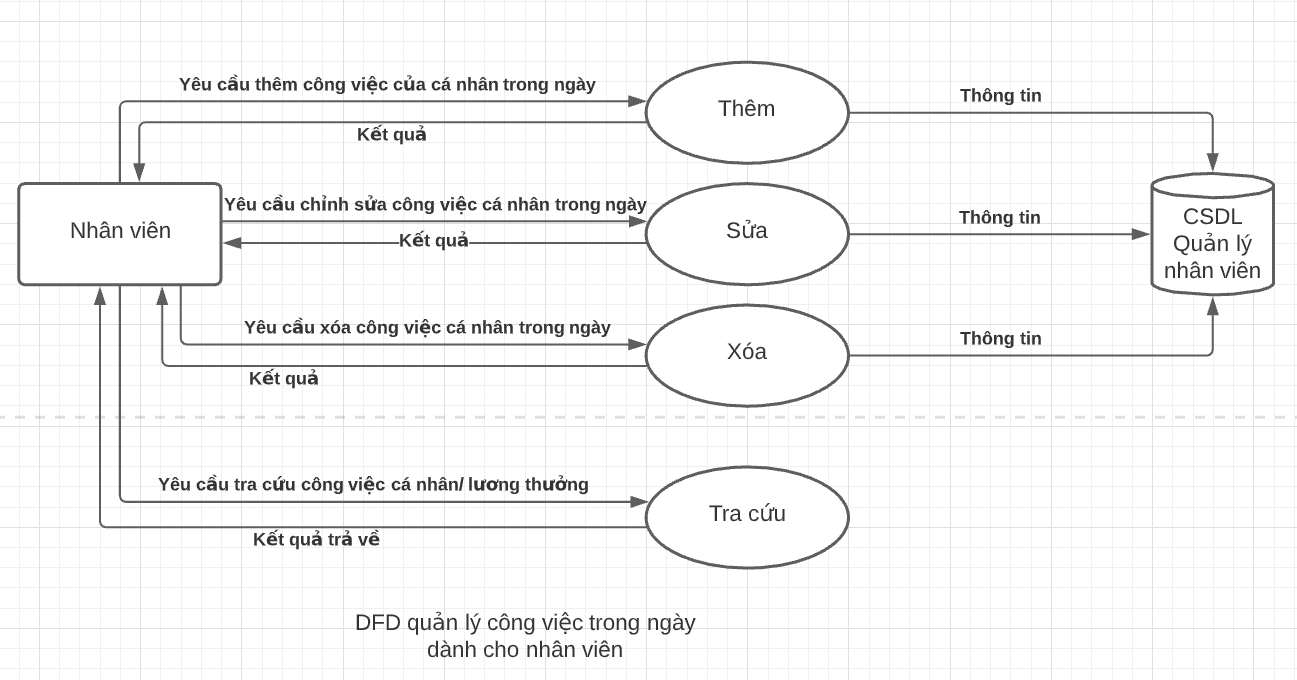 Yêu cầu thêm công việc của cá nhân trong ngày
Thêm
Thông tin
Kết quả
Nhân viên
Yêu cầu chỉnh sửa công việc cá nhân trong ngày
Kết quả
Sửa
Thông tin
CSDL
Quản lý
nhân viên
Yêu cầu xóa công việc cá nhân trong ngày
Kết quả
Xóa
Thông tin
Yêu cầu tra cứu công việc cá nhân/ lương thưởng
Kết quả trả về
Tra cứu
DFD quản lý công việc trong ngày
dành cho nhân viên